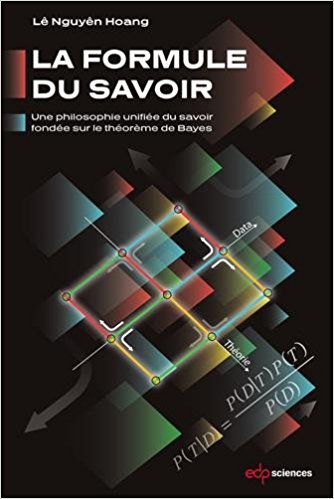 Lê Nguyên Hoang
LA FORMULE
DU SAVOIR
Une philosophie unifiée du savoir
fondée sur le théorème de Bayes
Data
Théorie
P(T|D) = P(D|T)P(T) / P(D)
edp sciences